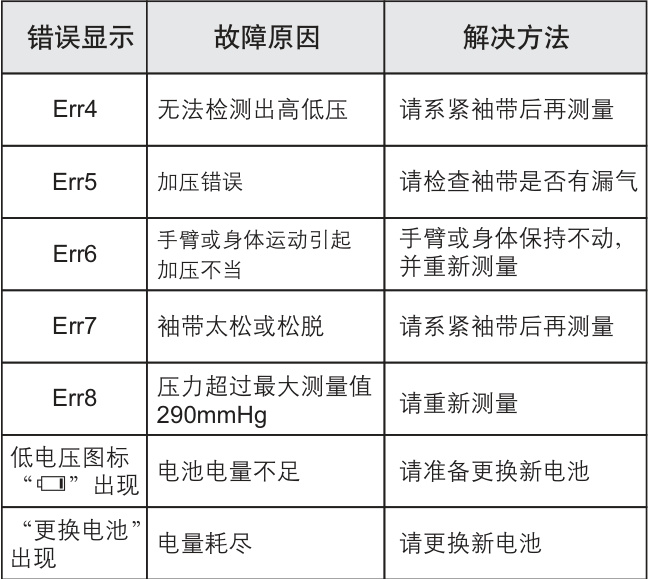 错误显示 故障原因 解决方法
Err4 无法检测出高低压 请系紧袖带后再测量
Err5 加压错误 请检查袖带是否有漏气
Err6 手臂或身体运动引起 手臂或身体保持不动,
加压不当 并重新测量
Err7 袖带太松或松脱 请系紧袖带后再测量
Err8 压力超过最大测量值 请重新测量
290mmHg
低电压图标 电池电量不足 请准备更换新电池
“ ”出现
“更换电池” 电量耗尽 请更换新电池
出现